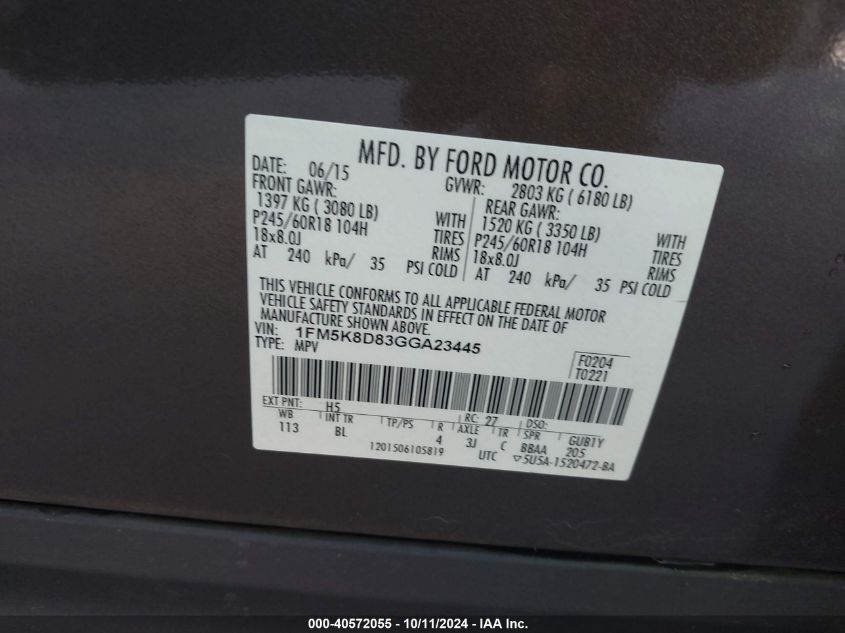 MFD. BY FORD MOTOR CO.
DATE: 06/15 GVWR: 2803 KG ( 6180 LB)
FRONT GAWR: REAR GAWR:
1397 KG ( 3080 LB) WITH 1520 KG ( 3350 LB) WITH
P245/60R18 104H TIRES P245/60R18 104H TIRES
18x8.0J RIMS 18x8.0J RIMS
AT 240 kPa/ 35 PSI COLD AT 240 kPa/ 35 PSI COLD
THIS VEHICLE CONFORMS TO ALL APPLICABLE FEDERAL MOTOR
VEHICLE SAFETY STANDARDS IN EFFECT ON THE DATE OF
MANUFACTURE SHOWN ABOVE.
VIN: 1FM5K8D83GGA23445
TYPE: MPV
F0204
T0221
EXT PNT: H5 RC: 27 DSO:
WB INT TR TP/PS R AXLE TR SPR GUB1Y
113 BL 4 3J C BBAA 205
1201506105819 UTC ▽5U5A-1520472-BA
000-40572055 - 10/11/2024 - IAA Inc.